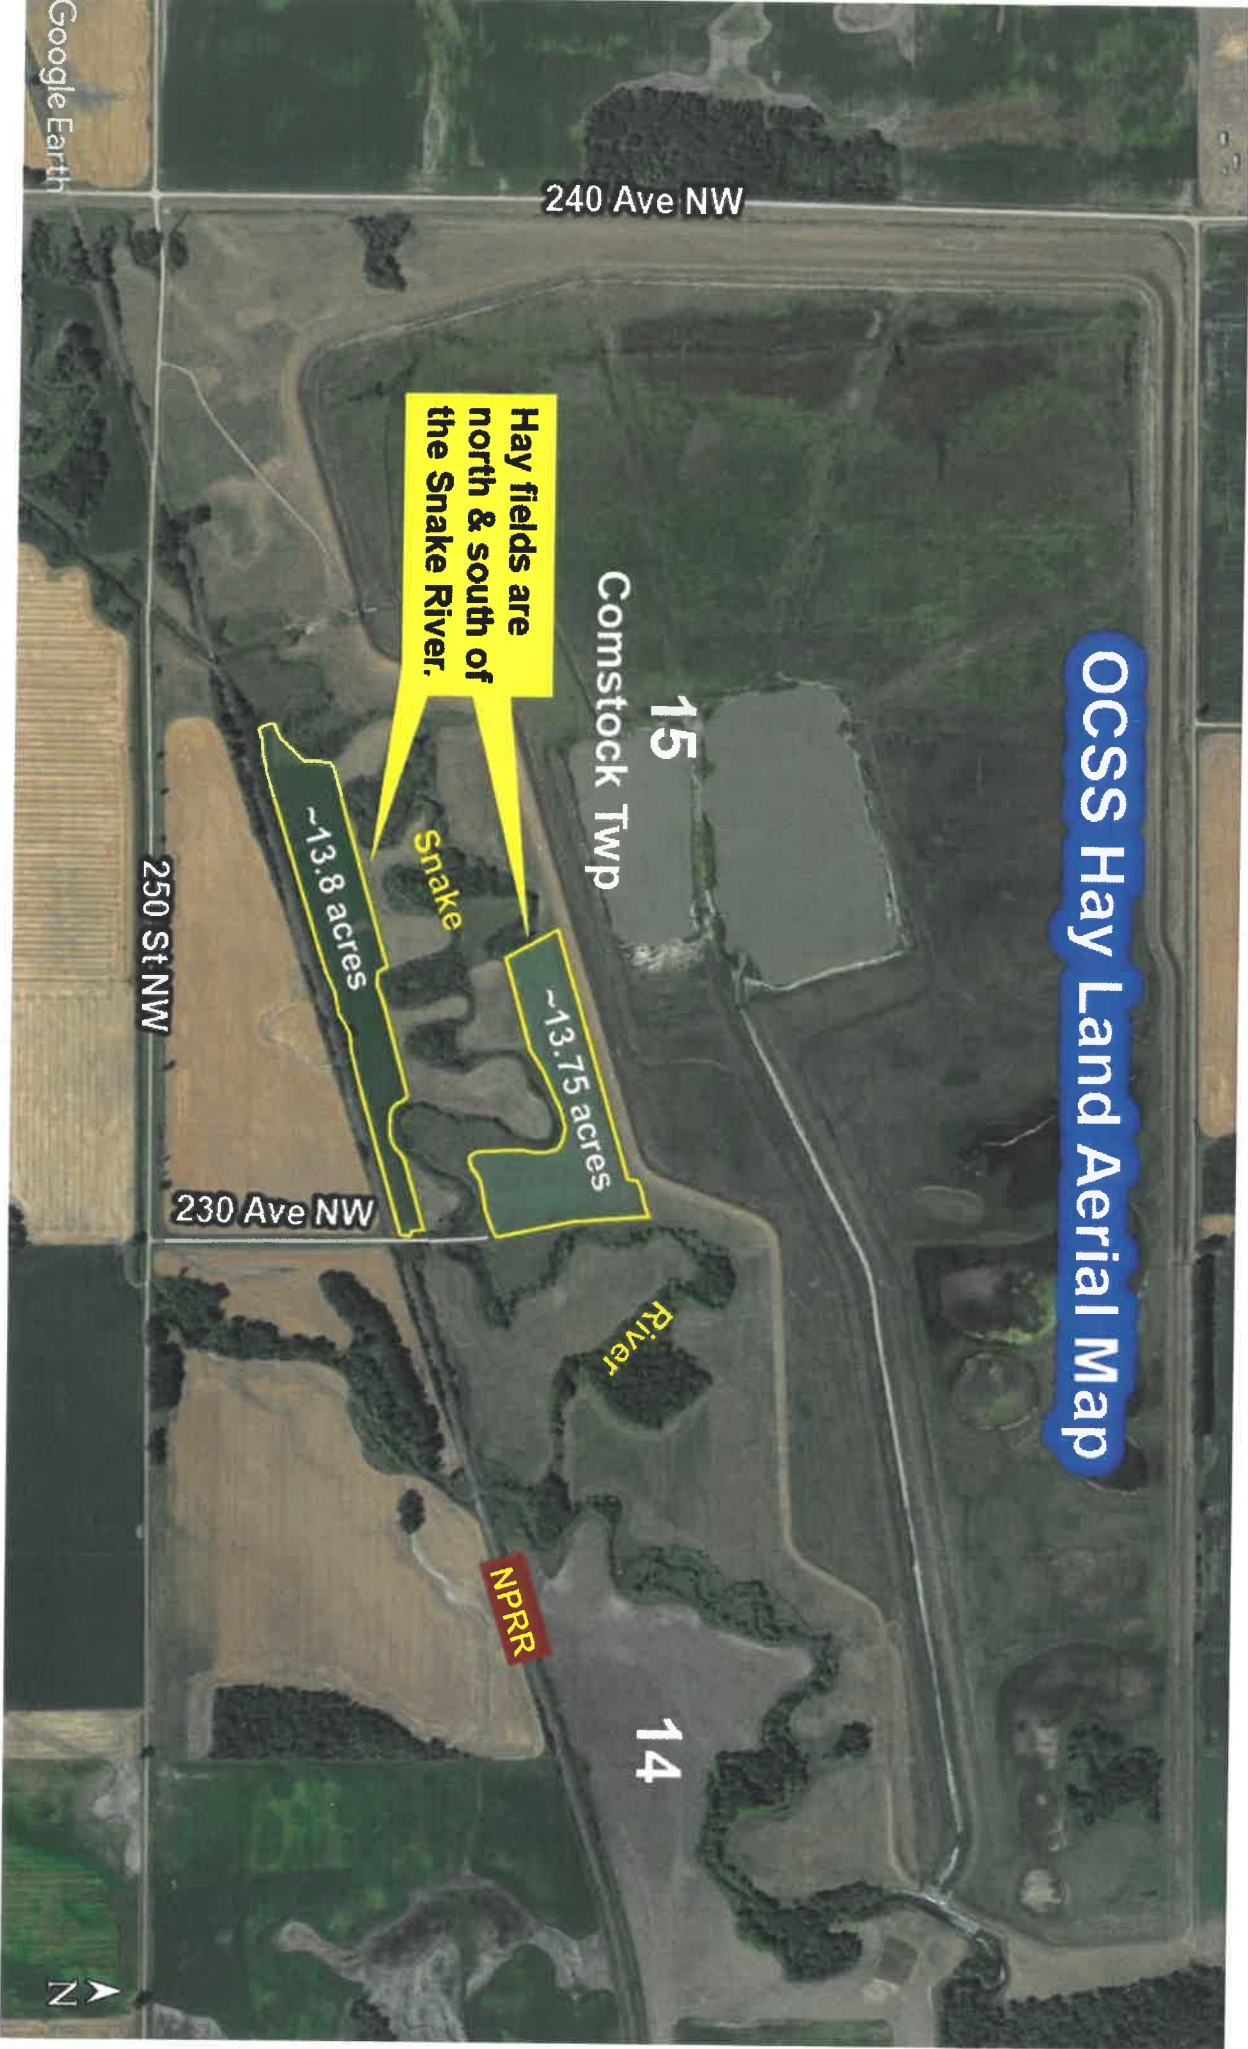 OCSS Hay Land Aerial Map
15
Comstock Twp
14
Hay fields are
north & south of
the Snake River.
~13.75 acres
~13.8 acres
Snake
River
NPRR
240 Ave NW
230 Ave NW
250 St NW
Google Earth
N